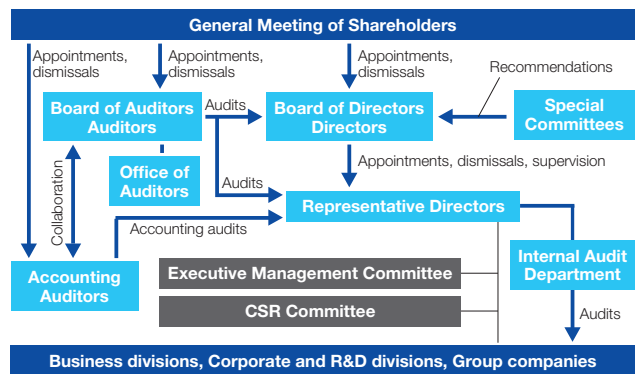 General Meeting of Shareholders
Appointments,
dismissals
Appointments,
dismissals
Appointments,
dismissals
Recommendations
Board of Auditors
Auditors
Audits
Board of Directors
Directors
Special
Committees
Office of
Auditors
Collaboration
Audits
Appointments, dismissals, supervision
Representative Directors
Accounting audits
Accounting
Auditors
Executive Management Committee
Internal Audit
Department
CSR Committee
Audits
Business divisions, Corporate and R&D divisions, Group companies